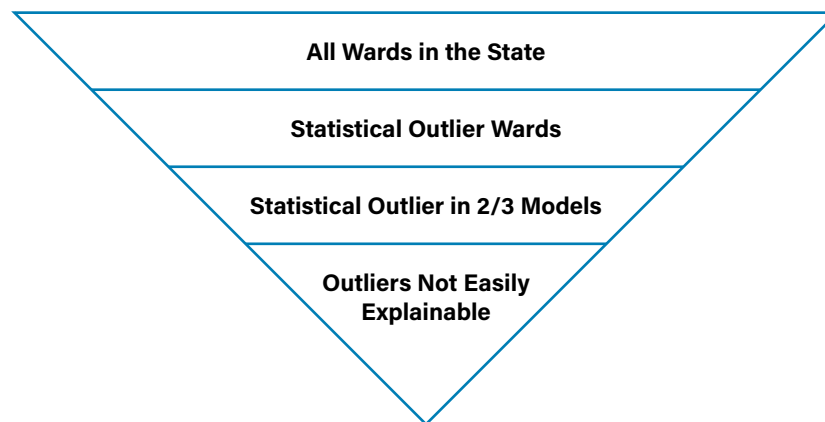 All Wards in the State
Statistical Outlier Wards
Statistical Outlier in 2/3 Models
Outliers Not Easily
Explainable